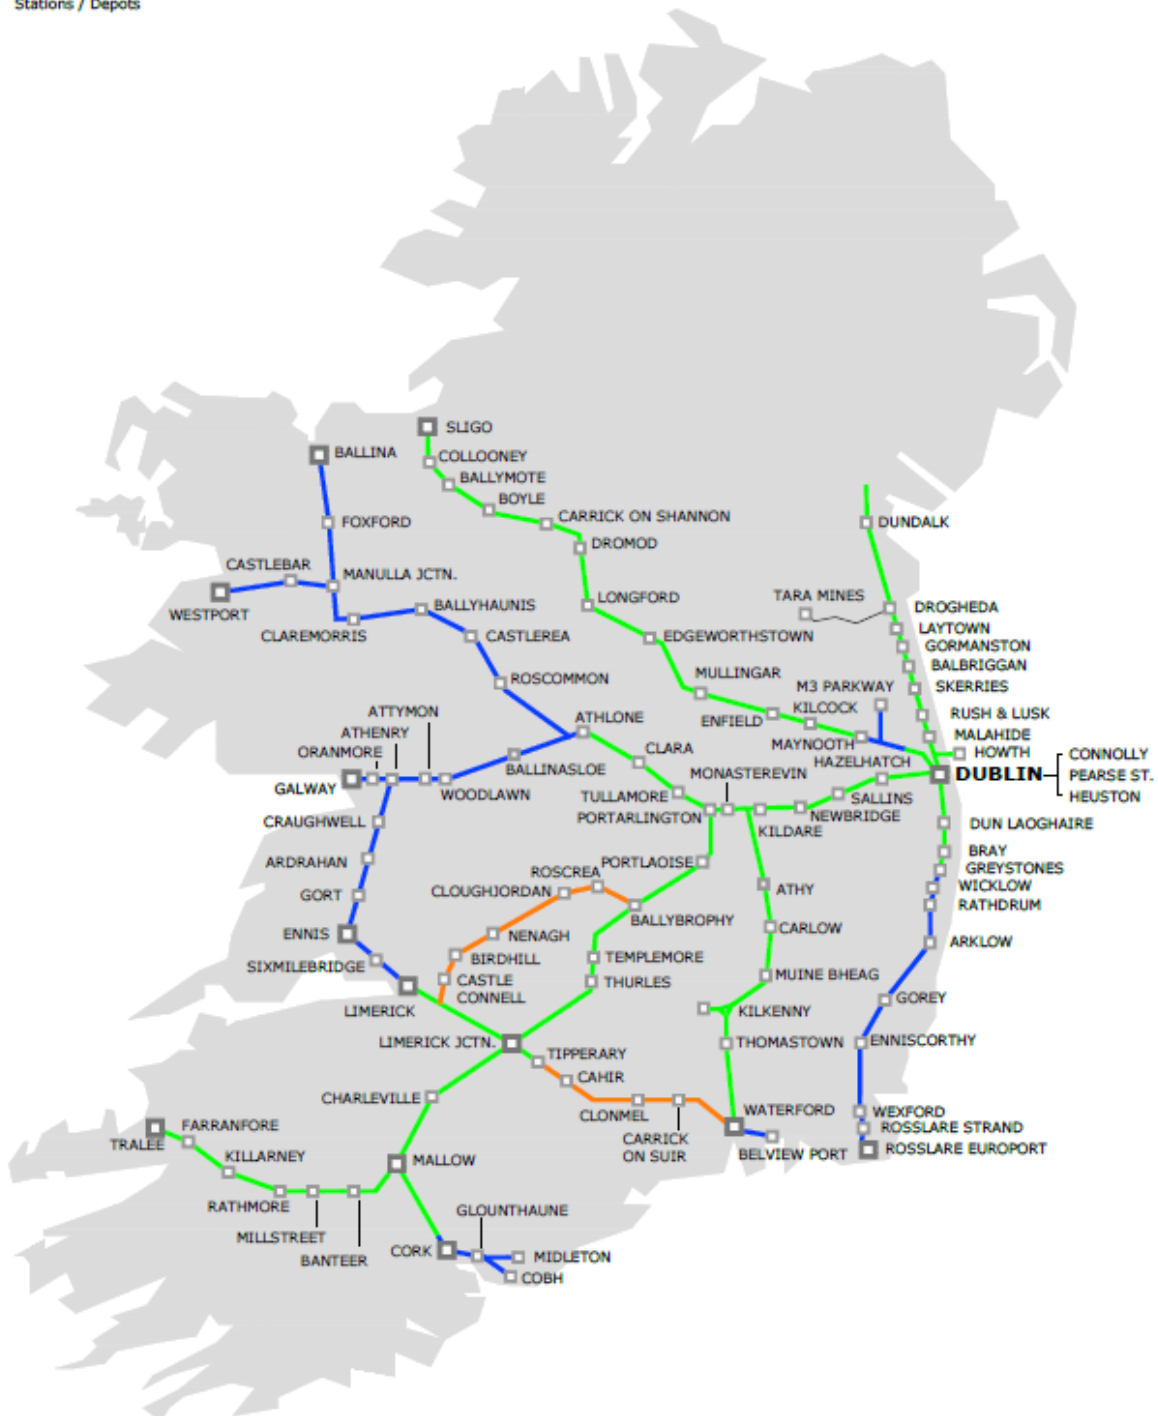 Stations / Depots
SLIGO
BALLINA
COLLOONEY
BALLYMOTE
BOYLE
CARRICK ON SHANNON
FOXFORD
DUNDALK
DROMOD
CASTLEBAR
MANULLA JCTN.
WESTPORT
LONGFORD
TARA MINES
DROGHEDA
BALLYHAUNIS
LAYTOWN
CLAREMORRIS
CASTLEREA
EDGEWORTHSTOWN
GORMANSTON
BALBRIGGAN
ROSCOMMON
MULLINGAR
M3 PARKWAY
SKERRIES
ATTYMON
KILCOCK
RUSH & LUSK
ATHLONE
ENFIELD
ATHENRY
MALAHIDE
ORANMORE
CLARA
MAYNOOTH
HOWTH
CONNOLLY
BALLINASLOE
HAZELHATCH
GALWAY
MONASTEREVIN
DUBLIN
PEARSE ST.
WOODLAWN
TULLAMORE
SALLINS
HEUSTON
PORTARLINGTON
NEWBRIDGE
CRAUGHWELL
KILDARE
DUN LAOGHAIRE
BRAY
ARDRAHAN
PORTLAOISE
GREYSTONES
ROSCREA
WICKLOW
CLOUGHJORDAN
ATHY
GORT
RATHDRUM
BALLYBROPHY
CARLOW
ENNIS
NENAGH
ARKLOW
BIRDHILL
TEMPLEMORE
SIXMILEBRIDGE
CASTLE
CONNELL
THURLES
MUINE BHEAG
GOREY
LIMERICK
KILKENNY
LIMERICK JCTN.
THOMASTOWN
ENNISCORTHY
TIPPERARY
CAHIR
CHARLEVILLE
CLONMEL
WATERFORD
WEXFORD
FARRANFORE
ROSSLARE STRAND
TRALEE
CARRICK
ON SUIR
BELVIEW PORT
ROSSLARE EUROPORT
MALLOW
KILLARNEY
RATHMORE
GLOUNTHAUNE
MILLSTREET
CORK
MIDLETON
BANTEER
COBH